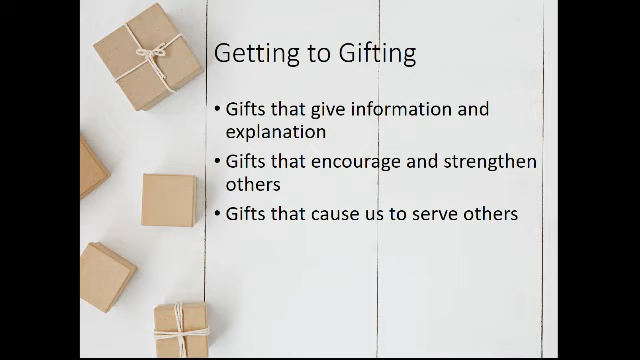 Getting to Gifting
• Gifts that give information and
explanation
• Gifts that encourage and strengthen
others
• Gifts that cause us to serve others